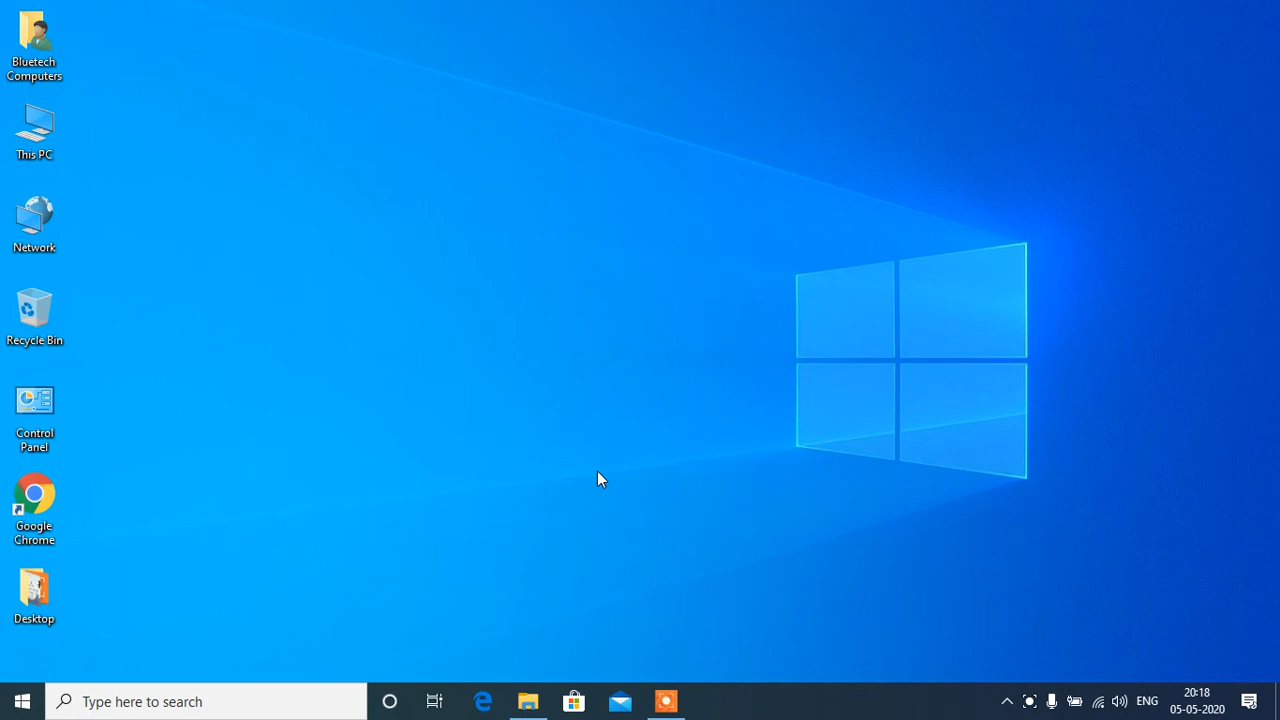 Bluetech
Computers
This PC
Network
Recycle Bin
Control
Panel
Google
Chrome
Desktop
Type here to search
ENG
20:18
05-05-2020